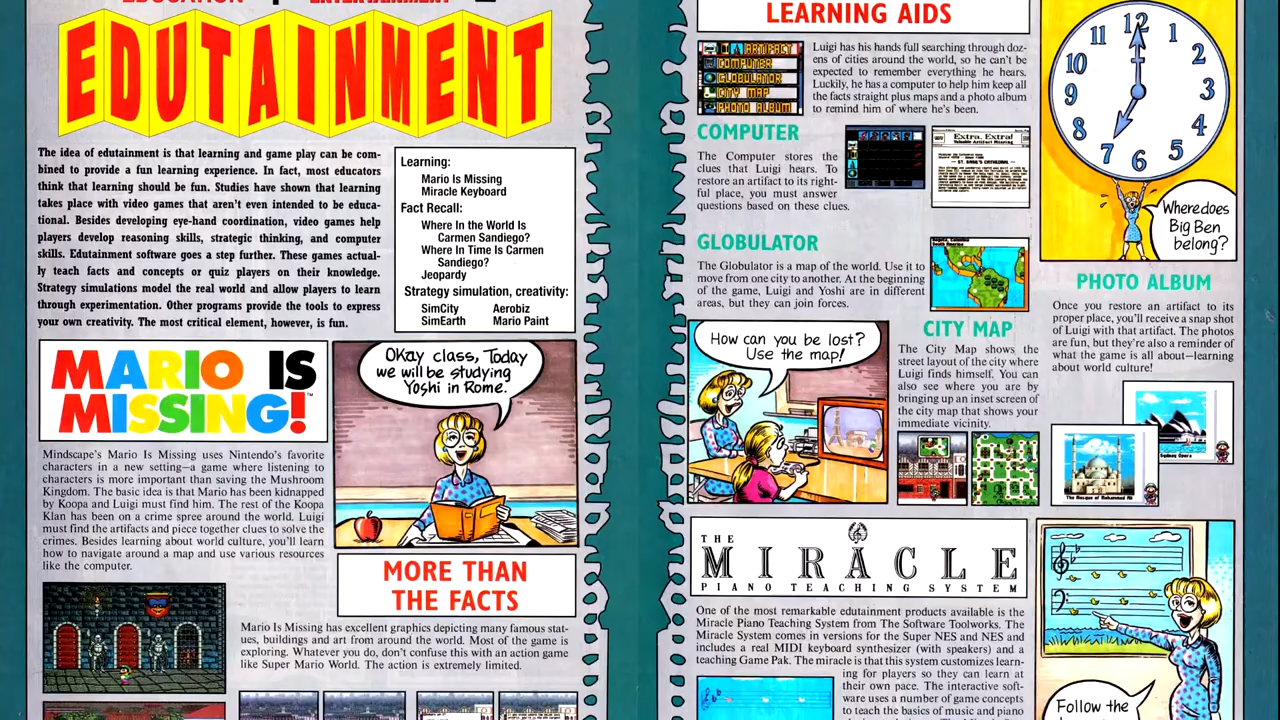 EDUCATION + ENTERTAINMENT =
EDUTAINMENT
The idea of edutainment is that learning and game play can be com-
bined to provide a fun learning experience. In fact, most educators
think that learning should be fun. Studies have shown that learning
takes place with video games that aren't even intended to be educa-
tional. Besides developing eye-hand coordination, video games help
players develop reasoning skills, strategic thinking, and computer
skills. Edutainment software goes a step further. These games actual-
ly teach facts and concepts or quiz players on their knowledge.
Strategy simulations model the real world and allow players to learn
through experimentation. Other programs provide the tools to express
your own creativity. The most critical element, however, is fun.
Learning:
Mario Is Missing
Miracle Keyboard
Fact Recall:
Where In the World Is
Carmen Sandiego?
Where In Time Is Carmen
Sandiego?
Jeopardy
Strategy simulation, creativity:
SimCity Aerobiz
SimEarth Mario Paint
MARIO IS
MISSING!™
Mindscape's Mario Is Missing uses Nintendo's favorite
characters in a new setting—a game where listening to
characters is more important than saving the Mushroom
Kingdom. The basic idea is that Mario has been kidnapped
by Koopa and Luigi must find him. The rest of the Koopa
Klan has been on a crime spree around the world. Luigi
must find the artifacts and piece together clues to solve the
crimes. Besides learning about world culture, you'll learn
how to navigate around a map and use various resources
like the computer.
Okay class, Today
we will be studying
Yoshi in Rome.
MORE THAN
THE FACTS
Mario Is Missing has excellent graphics depicting many famous stat-
ues, buildings and art from around the world. Most of the game is
exploring. Whatever you do, don't confuse this with an action game
like Super Mario World. The action is extremely limited.
LEARNING AIDS
ARTIFACT
COMPUTER
GLOBULATOR
CITY MAP
PHOTO ALBUM
Luigi has his hands full searching through doz-
ens of cities around the world, so he can't be
expected to remember everything he hears.
Luckily, he has a computer to help him keep all
the facts straight plus maps and a photo album
to remind him of where he's been.
COMPUTER
The Computer stores the
clues that Luigi hears. To
restore an artifact to its right-
ful place, you must answer
questions based on these clues.
Extra, Extra!
Valuable Artifact Missing
GLOBULATOR
The Globulator is a map of the world. Use it to
move from one city to another. At the beginning
of the game, Luigi and Yoshi are in different
areas, but they can join forces.
South America
How can you be lost?
Use the map!
CITY MAP
The City Map shows the
street layout of the city where
Luigi finds himself. You can
also see where you are by
bringing up an inset screen of
the city map that shows your
immediate vicinity.
12
1
2
3
4
5
6
7
8
9
10
11
Where does
Big Ben
belong?
PHOTO ALBUM
Once you restore an artifact to its
proper place, you'll receive a snap shot
of Luigi with that artifact. The photos
are fun, but they're also a reminder of
what the game is all about—learning
about world culture!
Sydney Opera
The Mosque of Mohammed Ali
THE
MIRACLE
PIANO TEACHING SYSTEM
One of the most remarkable edutainment products available is the
Miracle Piano Teaching System from The Software Toolworks. The
Miracle System comes in versions for the Super NES and NES and
includes a real MIDI keyboard synthesizer (with speakers) and a
teaching Game Pak. The miracle is that this system customizes learn-
ing for players so they can learn at
their own pace. The interactive soft-
ware uses a number of game concepts
to teach the basics of music and piano
Follow the